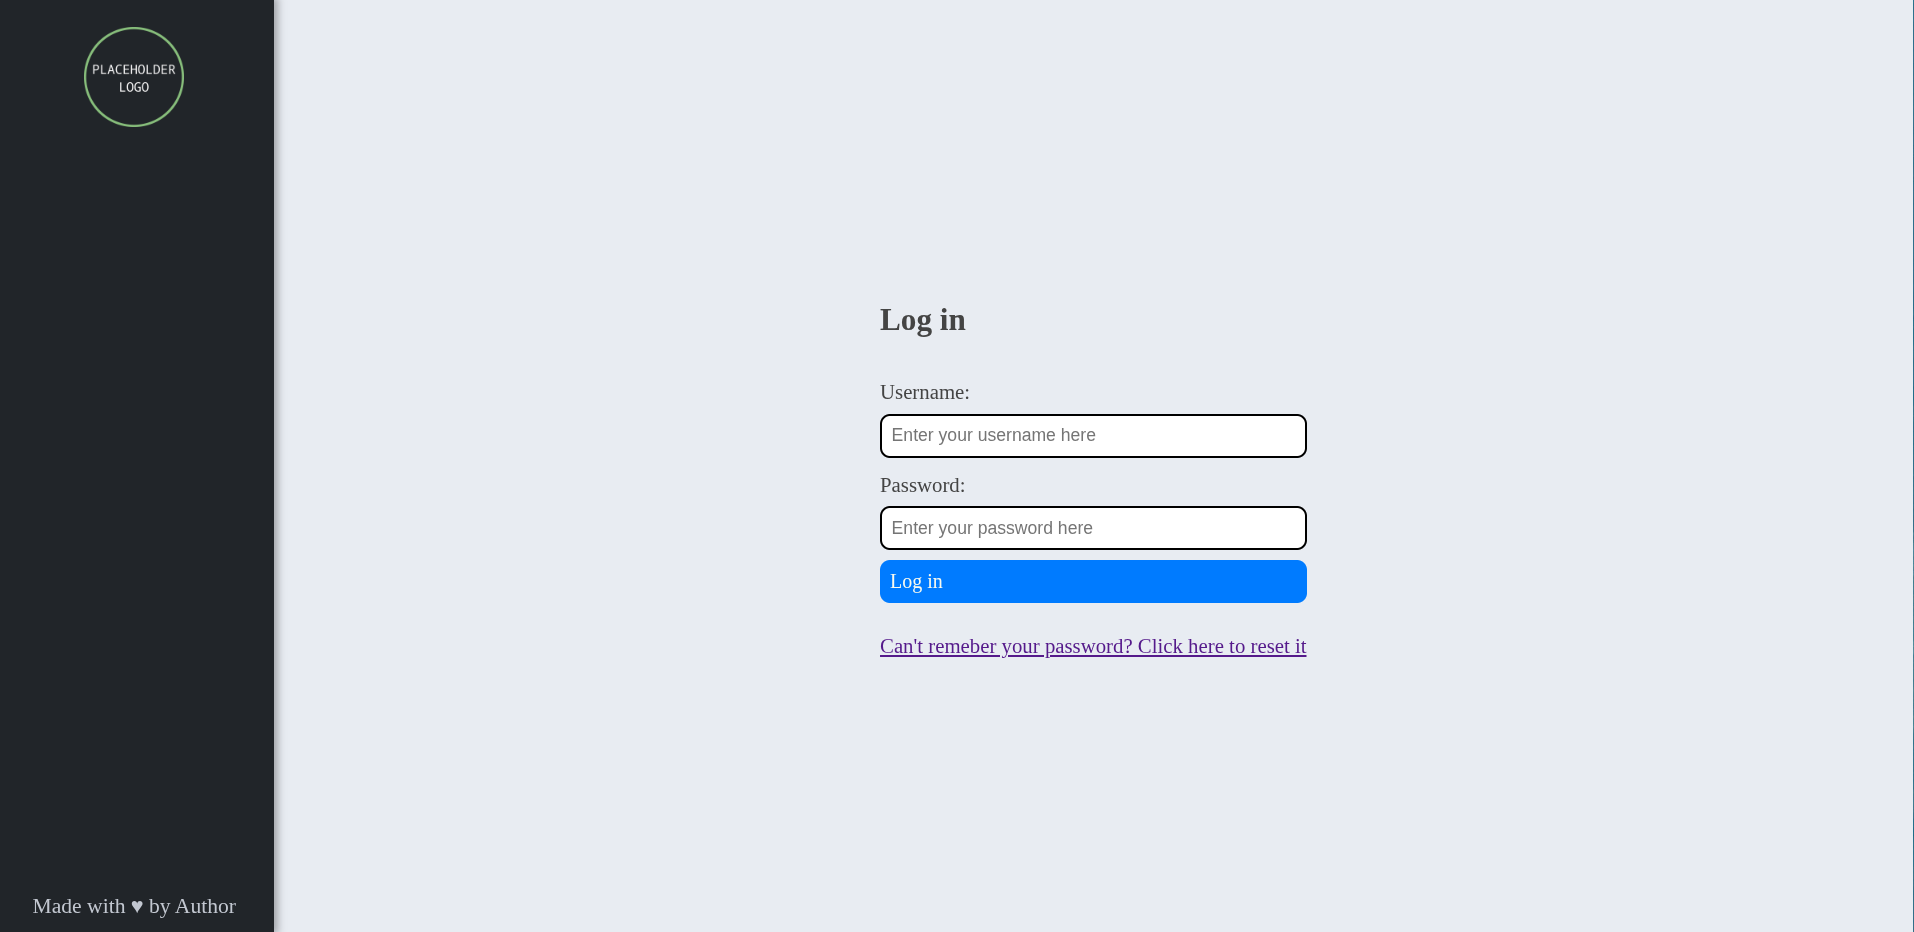 PLACEHOLDER
LOGO
Log in
Username:
Enter your username here
Password:
Enter your password here
Log in
Can't remeber your password? Click here to reset it
Made with ♥ by Author